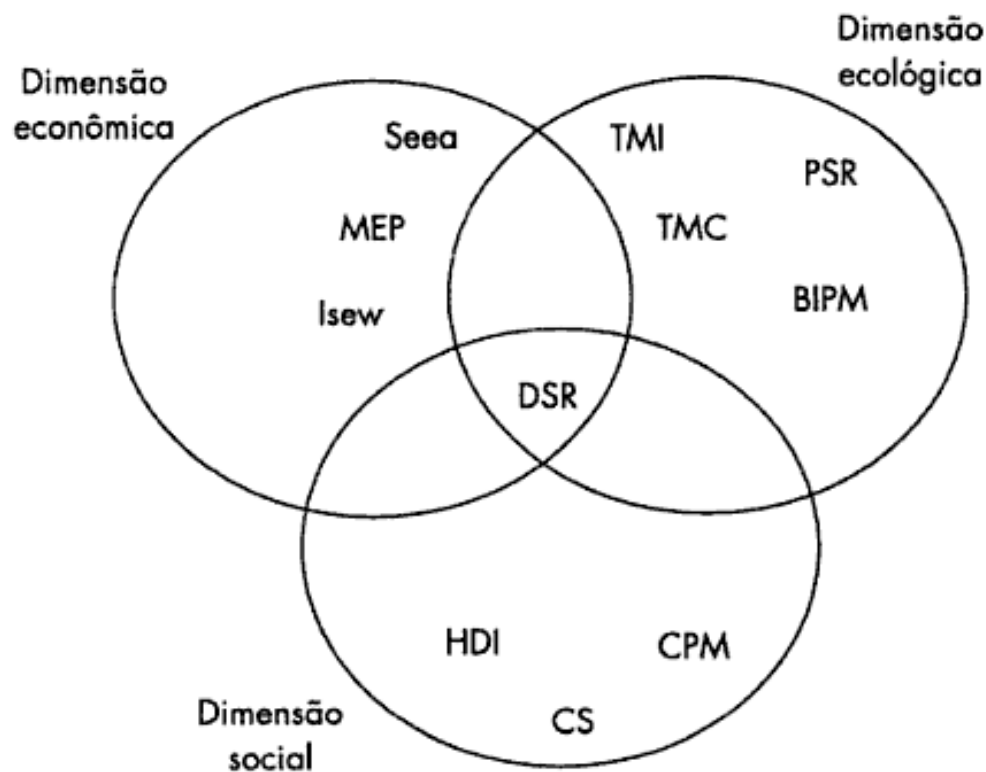 Dimensão
econômica
Dimensão
ecológica
Seea
TMI
PSR
MEP
TMC
Isew
BIPM
DSR
HDI
CPM
CS
Dimensão
social